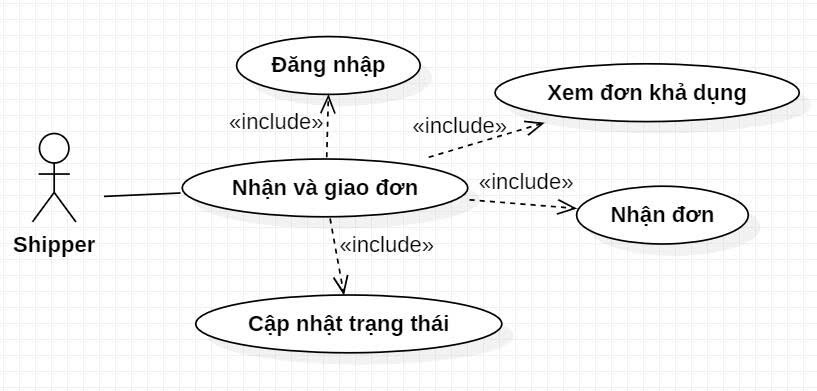 Đăng nhập
Xem đơn khả dụng
«include»
«include»
Nhận và giao đơn
«include»
Nhận đơn
Shipper
«include»
Cập nhật trạng thái